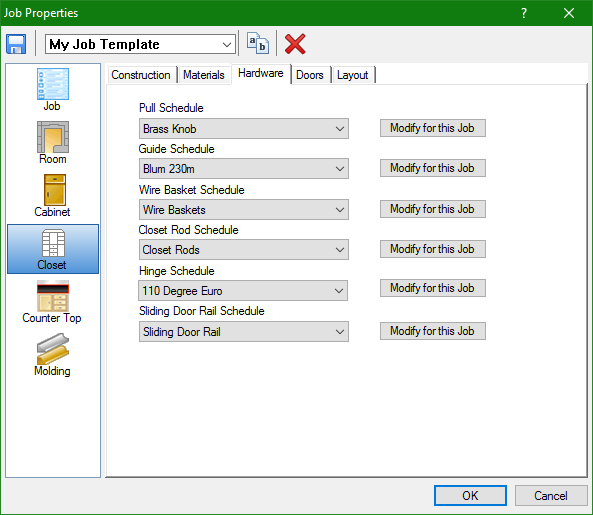 Job Properties
?
My Job Template
a b
Job
Room
Cabinet
Closet
Counter Top
Molding
Construction Materials Hardware Doors Layout
Pull Schedule
Brass Knob Modify for this Job
Guide Schedule
Blum 230m Modify for this Job
Wire Basket Schedule
Wire Baskets Modify for this Job
Closet Rod Schedule
Closet Rods Modify for this Job
Hinge Schedule
110 Degree Euro Modify for this Job
Sliding Door Rail Schedule
Sliding Door Rail Modify for this Job
OK Cancel